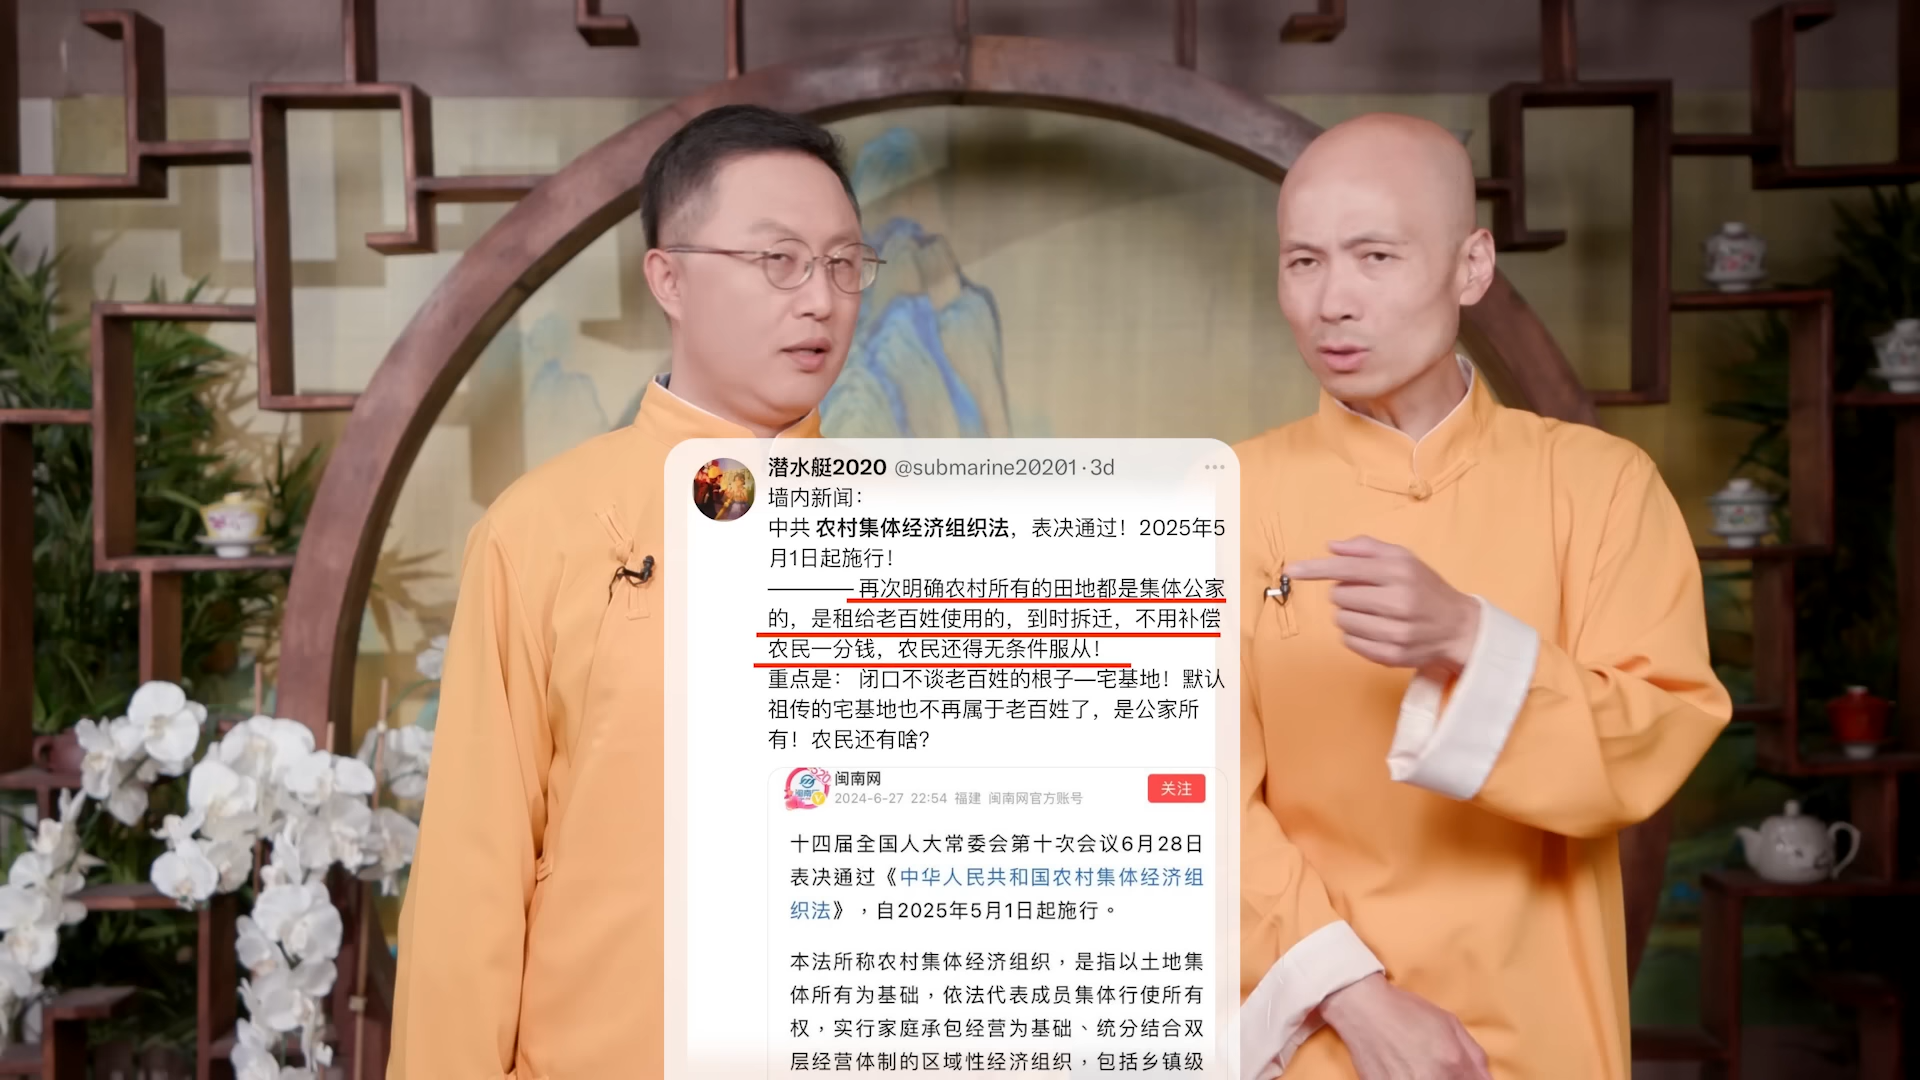 潜水艇2020 @submarine20201·3d
墙内新闻：
中共 农村集体经济组织法，表决通过！2025年5
月1日起施行！
————再次明确农村所有的田地都是集体公家
的，是租给老百姓使用的，到时拆迁，不用补偿
农民一分钱，农民还得无条件服从！
重点是： 闭口不谈老百姓的根子—宅基地！默认
祖传的宅基地也不再属于老百姓了，是公家所
有！农民还有啥？
闽南网
关注
2024-6-27 22:54 福建 闽南网官方账号
十四届全国人大常委会第十次会议6月28日
表决通过《中华人民共和国农村集体经济组
织法》，自2025年5月1日起施行。
本法所称农村集体经济组织，是指以土地集
体所有为基础，依法代表成员集体行使所有
权，实行家庭承包经营为基础、统分结合双
层经营体制的区域性经济组织，包括乡镇级